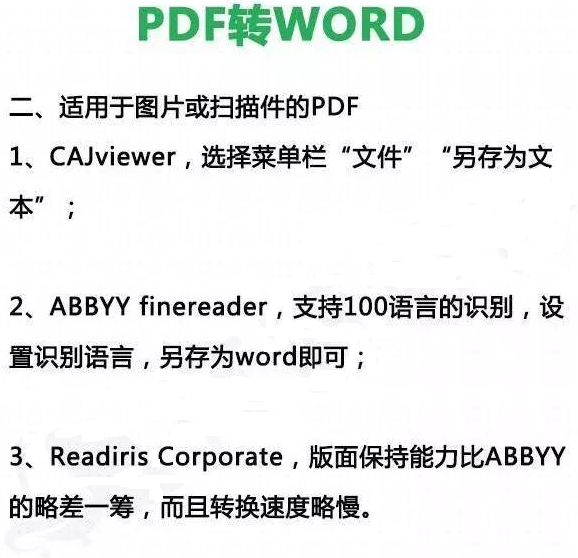 PDF转WORD
二、适用于图片或扫描件的PDF
1、CAJviewer，选择菜单栏“文件”“另存为文
本”；
2、ABBYY finereader，支持100语言的识别，设
置识别语言，另存为word即可；
3、Readiris Corporate，版面保持能力比ABBYY
的略差一筹，而且转换速度略慢。